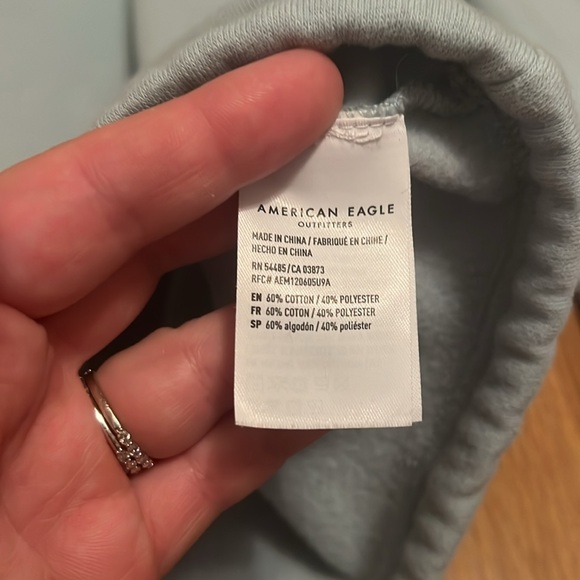 AMERICAN EAGLE
OUTFITTERS
MADE IN CHINA / FABRIQUÉ EN CHINE /
HECHO EN CHINA
RN 54485/CA 03873
RFC# AEM120605U9A
EN 60% COTTON / 40% POLYESTER
FR 60% COTON / 40% POLYESTER
SP 60% algodón / 40% poliéster